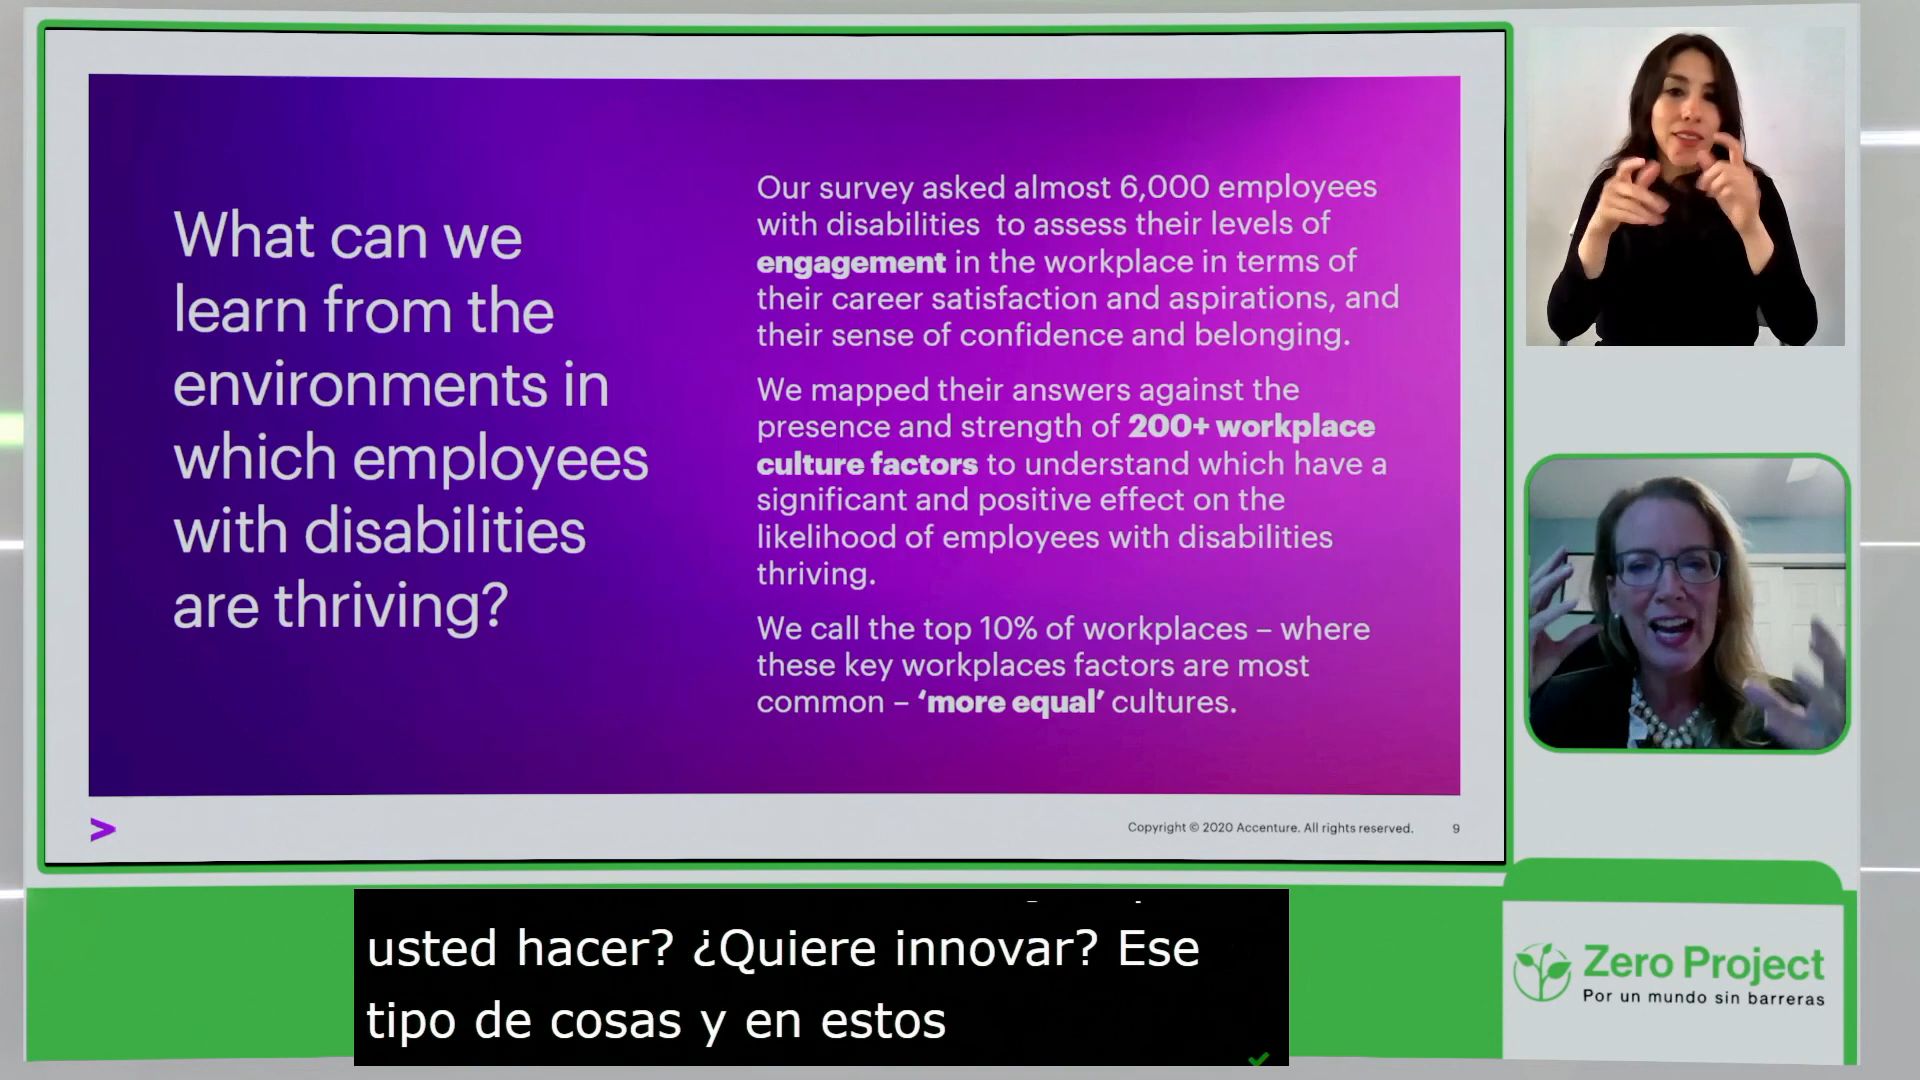 What can we
learn from the
environments in
which employees
with disabilities
are thriving?
Our survey asked almost 6,000 employees
with disabilities to assess their levels of
engagement in the workplace in terms of
their career satisfaction and aspirations, and
their sense of confidence and belonging.
We mapped their answers against the
presence and strength of 200+ workplace
culture factors to understand which have a
significant and positive effect on the
likelihood of employees with disabilities
thriving.
We call the top 10% of workplaces – where
these key workplaces factors are most
common – ‘more equal’ cultures.
Copyright © 2020 Accenture. All rights reserved. 9
usted hacer? ¿Quiere innovar? Ese
tipo de cosas y en estos
Zero Project
Por un mundo sin barreras